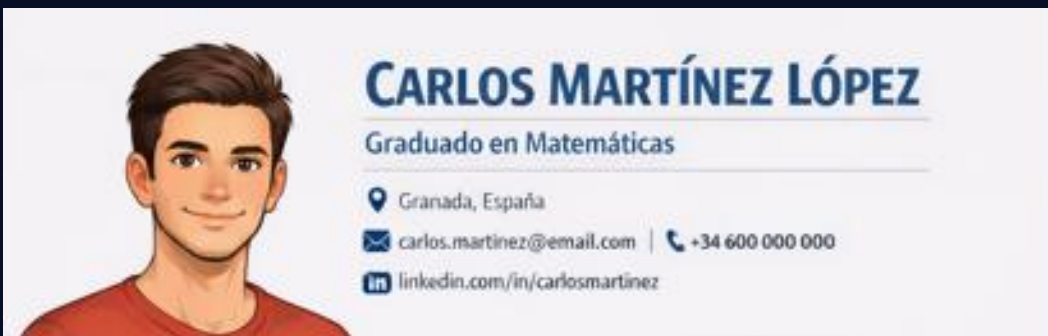 CARLOS MARTÍNEZ LÓPEZ
Graduado en Matemáticas
Granada, España
carlos.martinez@email.com | +34 600 000 000
in linkedin.com/in/carlosmartinez